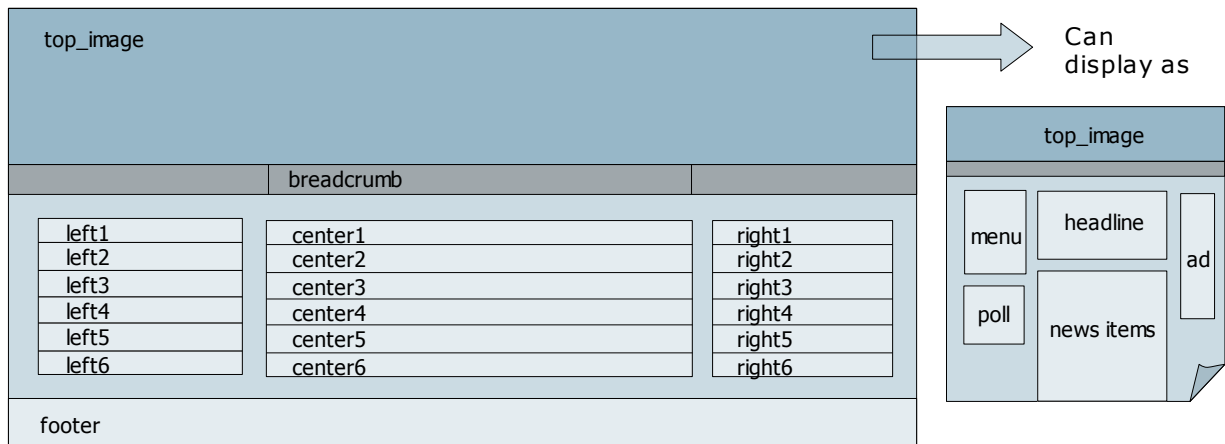 top_image
breadcrumb
left1
left2
left3
left4
left5
left6
center1
center2
center3
center4
center5
center6
right1
right2
right3
right4
right5
right6
footer
Can
display as
top_image
menu
poll
headline
news items
ad